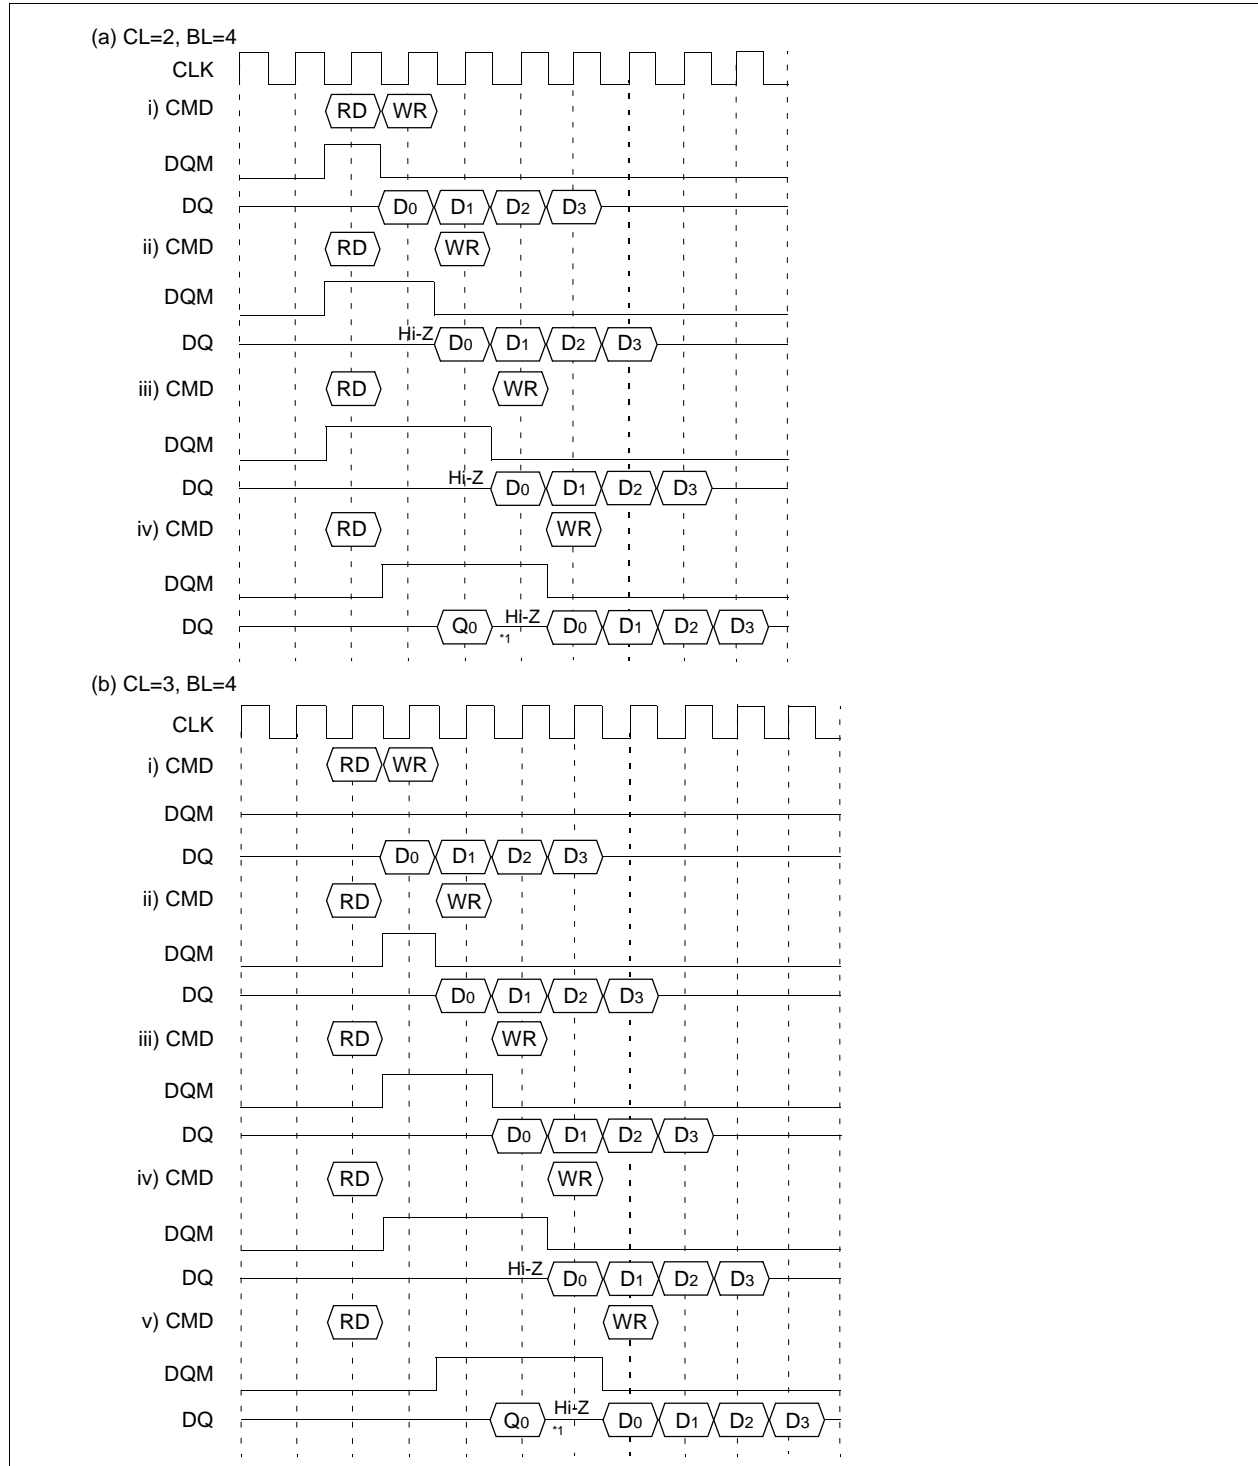 (a) CL=2, BL=4
CLK
i) CMD RD WR
DQM
DQ D0 D1 D2 D3
ii) CMD RD WR
DQM
DQ Hi-Z D0 D1 D2 D3
iii) CMD RD WR
DQM
DQ Hi-Z D0 D1 D2 D3
iv) CMD RD WR
DQM
DQ Q0 Hi-Z *1 D0 D1 D2 D3
(b) CL=3, BL=4
CLK
i) CMD RD WR
DQM
DQ D0 D1 D2 D3
ii) CMD RD WR
DQM
DQ D0 D1 D2 D3
iii) CMD RD WR
DQM
DQ D0 D1 D2 D3
iv) CMD RD WR
DQM
DQ Hi-Z D0 D1 D2 D3
v) CMD RD WR
DQM
DQ Q0 Hi-Z *1 D0 D1 D2 D3